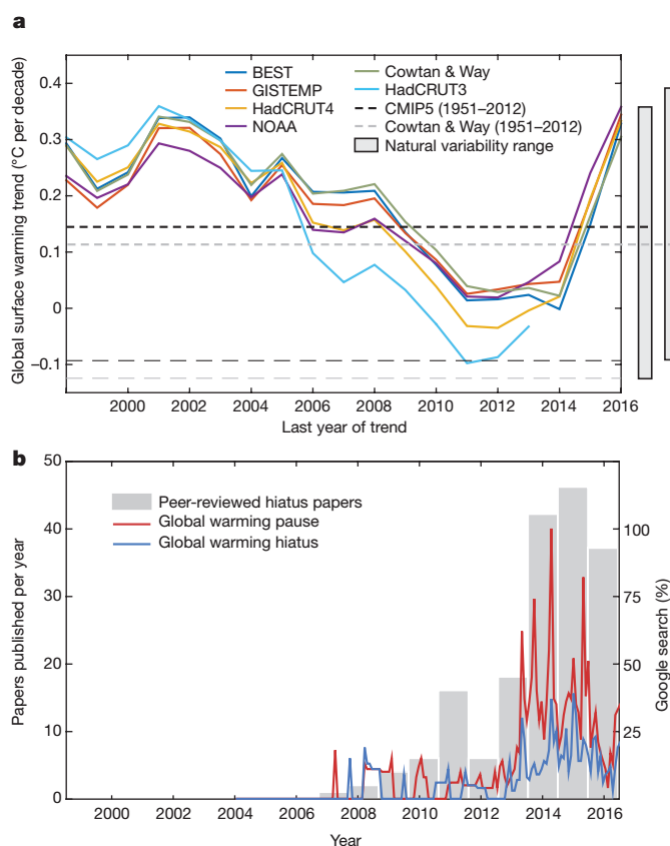 a
Global surface warming trend (°C per decade)
0.4
0.3
0.2
0.1
0
–0.1
BEST
GISTEMP
HadCRUT4
NOAA
Cowtan & Way
HadCRUT3
CMIP5 (1951–2012)
Cowtan & Way (1951–2012)
Natural variability range
2000 2002 2004 2006 2008 2010 2012 2014 2016
Last year of trend
b
Papers published per year
50
40
30
20
10
0
Peer-reviewed hiatus papers
Global warming pause
Global warming hiatus
100
75
50
25
Google search (%)
2000 2002 2004 2006 2008 2010 2012 2014 2016
Year